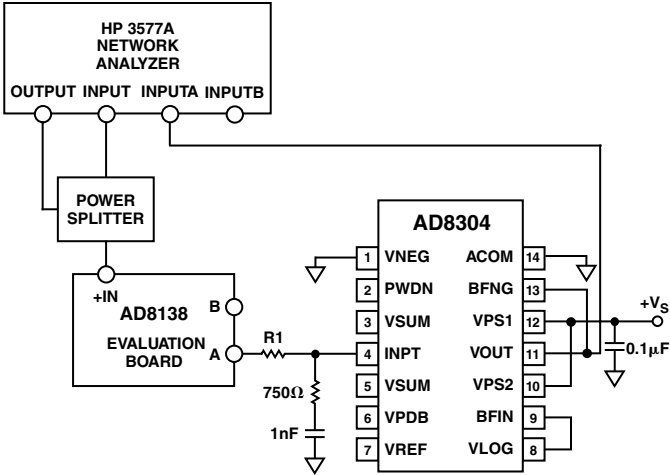 HP 3577A
NETWORK
ANALYZER
OUTPUT INPUT INPUTA INPUTB
POWER
SPLITTER
+IN
AD8138
EVALUATION
BOARD
B
A
R1
750Ω
1nF
AD8304
1 VNEG ACOM 14
2 PWDN BFNG 13
3 VSUM VPS1 12
4 INPT VOUT 11
5 VSUM VPS2 10
6 VPDB BFIN 9
7 VREF VLOG 8
+VS
0.1μF